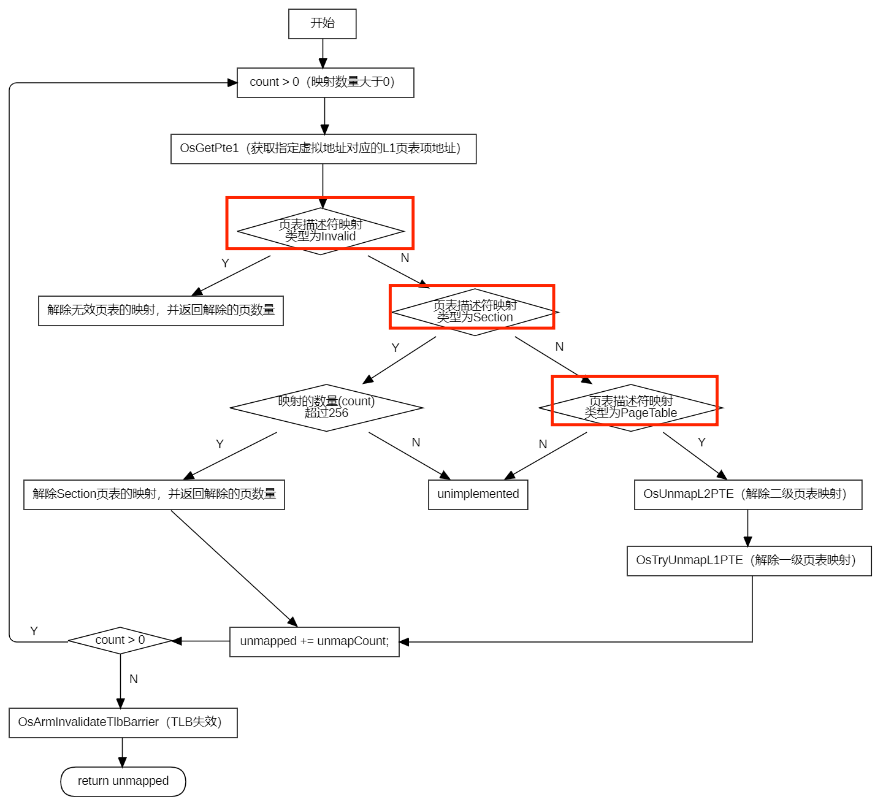 开始
count > 0（映射数量大于0）
OsGetPte1（获取指定虚拟地址对应的L1页表项地址）
页表描述符映射
类型为Invalid
Y
N
解除无效页表的映射，并返回解除的页数量
页表描述符映射
类型为Section
Y
N
映射的数量(count)
超过256
页表描述符映射
类型为PageTable
Y
N
N
Y
解除Section页表的映射，并返回解除的页数量
unimplemented
OsUnmapL2PTE（解除二级页表映射）
OsTryUnmapL1PTE（解除一级页表映射）
Y
count > 0
unmapped += unmapCount;
N
OsArmInvalidateTlbBarrier（TLB失效）
return unmapped